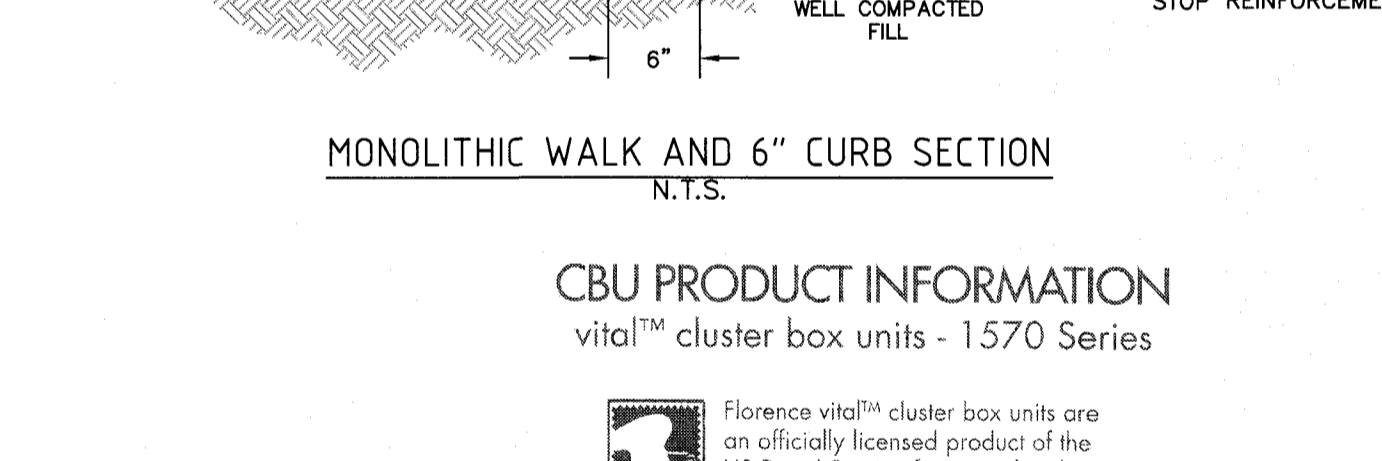 WELL COMPACTED
FILL
STOP
6"
MONOLITHIC WALK AND 6" CURB SECTION
N.T.S.
CBU PRODUCT INFORMATION
vital™ cluster box units - 1570 Series
Florence vital™ cluster box units are
an officially licensed product of the